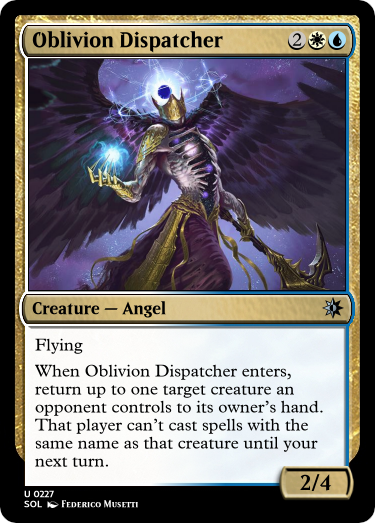 Oblivion Dispatcher 2
Creature — Angel
Flying
When Oblivion Dispatcher enters,
return up to one target creature an
opponent controls to its owner's hand.
That player can't cast spells with the
same name as that creature until your
next turn.
2/4
U 0227
SOL Federico Musetti